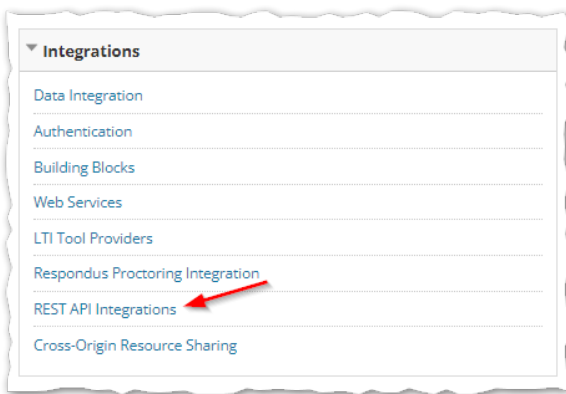 Integrations
Data Integration
Authentication
Building Blocks
Web Services
LTI Tool Providers
Respondus Proctoring Integration
REST API Integrations
Cross-Origin Resource Sharing